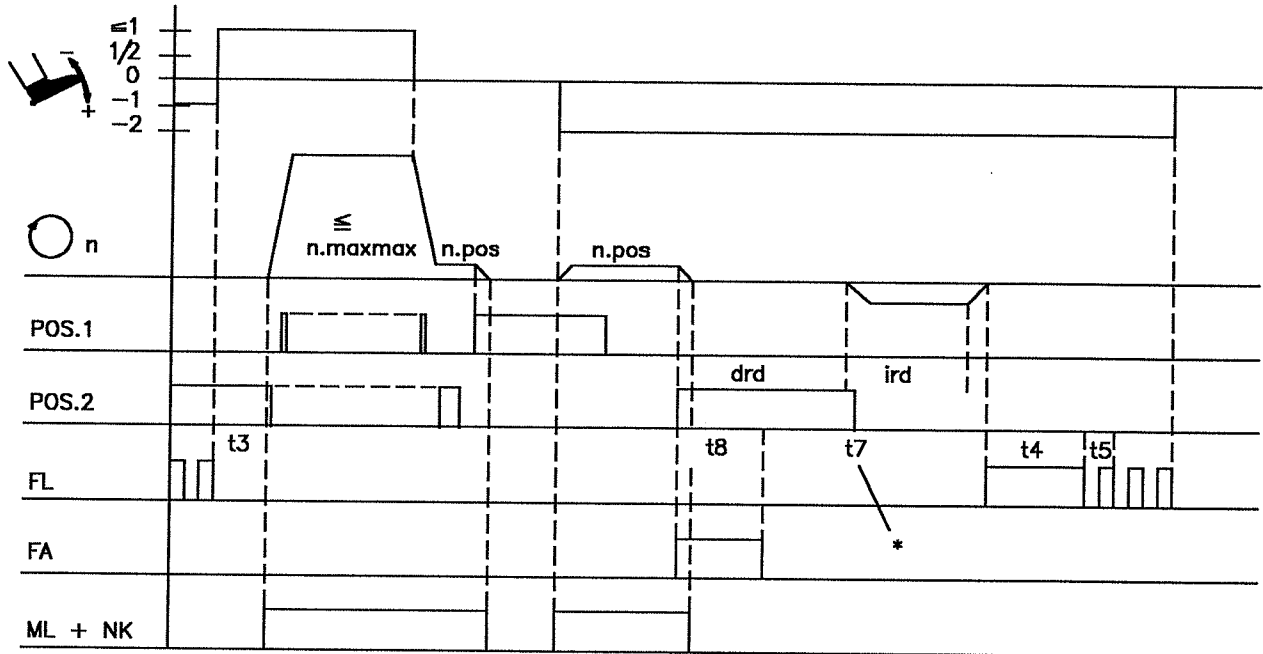 ≦1
1/2
0
-1
-2
-
+
n
≦
n.maxmax
n.pos
n.pos
POS.1
drd
ird
POS.2
t3
t8
t7
t4
t5
FL
FA
*
ML + NK